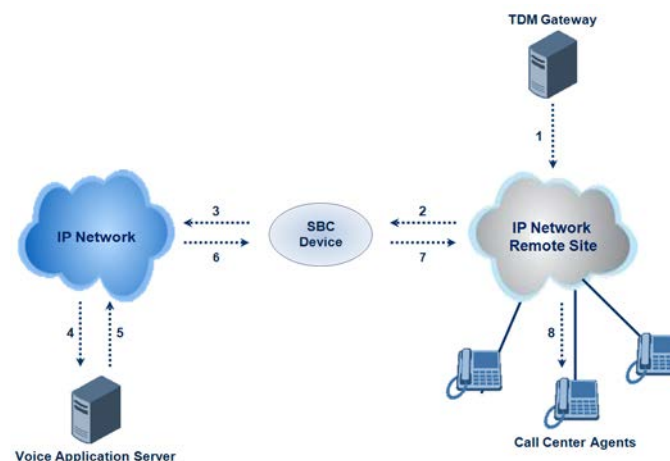 TDM Gateway
1
3
2
IP Network
SBC
Device
IP Network
Remote Site
6
7
4
5
8
Call Center Agents
Voice Application Server